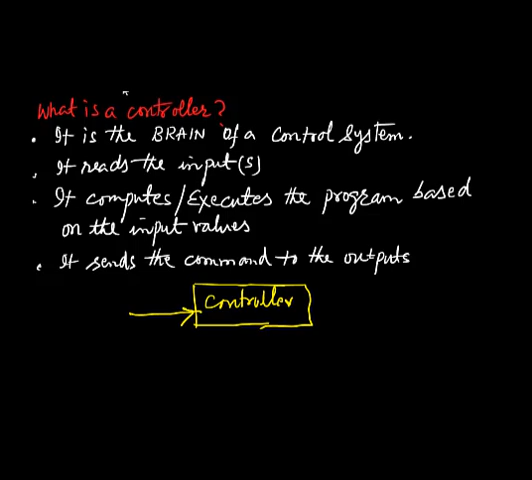 What is a controller?
. It is the BRAIN of a control system.
. It reads the input(s)
. It computes/Executes the program based
on the input values
. It sends the command to the outputs
Controller